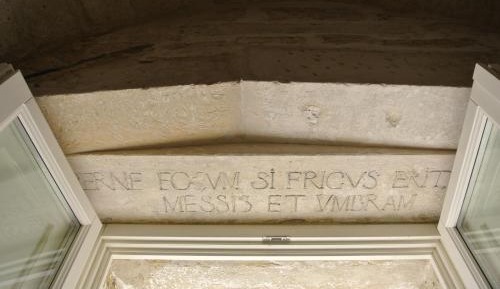 ERNE FOCVM SI FRIGVS ERIT
MESSIS ET VMBRAM